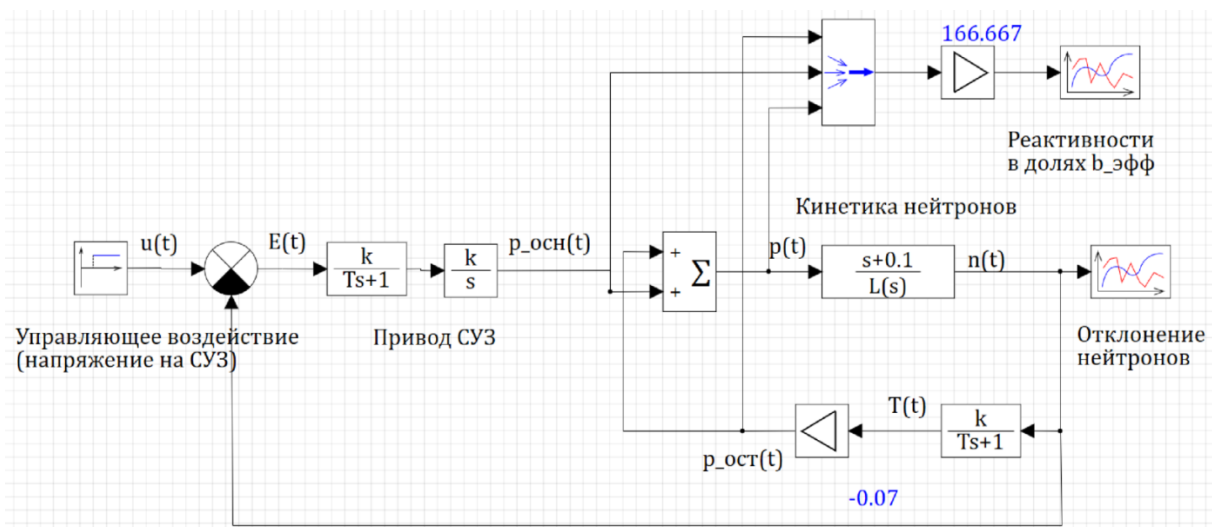 166.667
Реактивности
в долях b_эфф
Кинетика нейтронов
u(t)
E(t)
k
Ts+1
k
s
p_осн(t)
+
+
Σ
p(t)
s+0.1
L(s)
n(t)
Управляющее воздействие
(напряжение на СУЗ)
Привод СУЗ
Отклонение
нейтронов
T(t)
k
Ts+1
p_ост(t)
-0.07